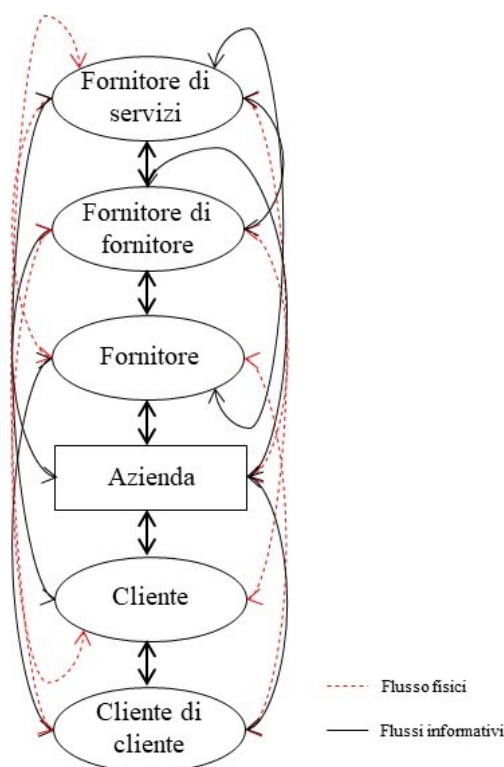 Fornitore di
servizi
Fornitore di
fornitore
Fornitore
Azienda
Cliente
Cliente di
cliente
Flusso fisici
Flussi informativi